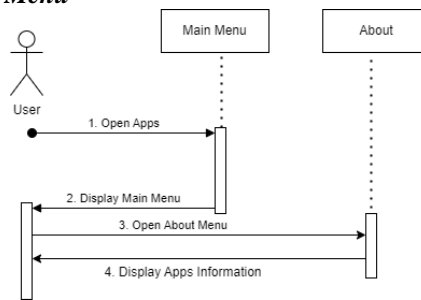 Menu
Main Menu
About
User
1. Open Apps
2. Display Main Menu
3. Open About Menu
4. Display Apps Information